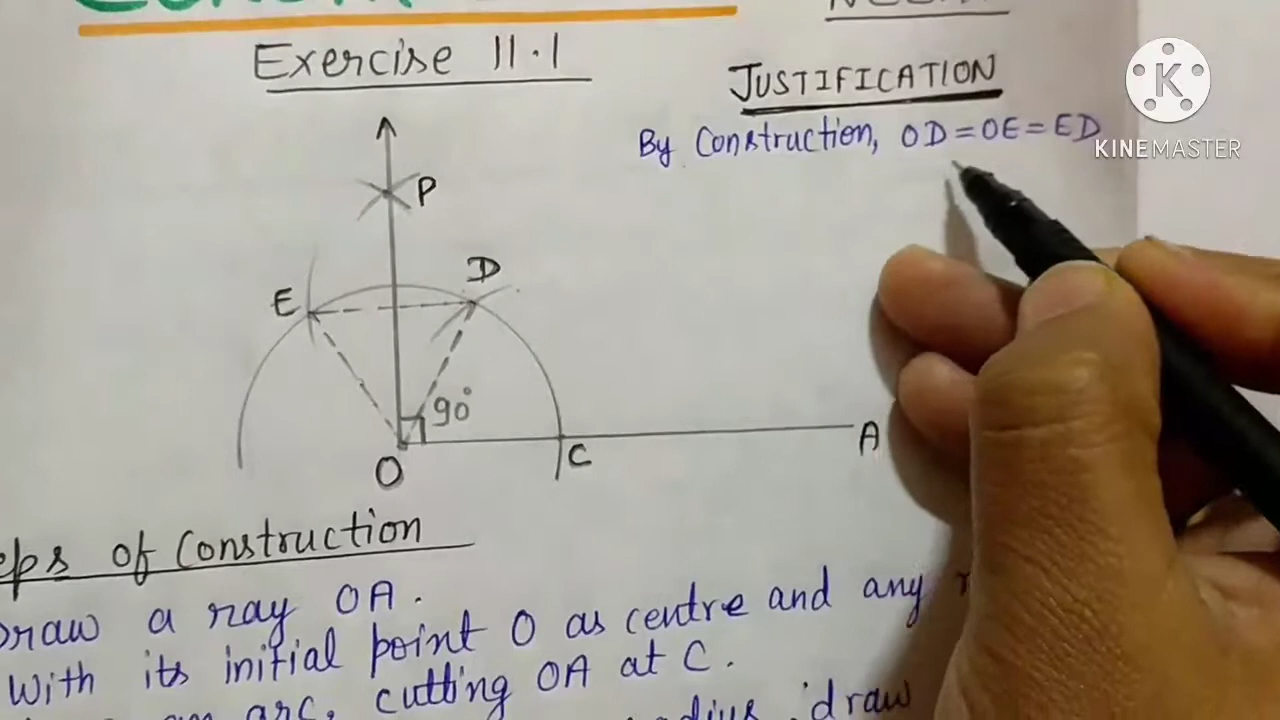 Exercise 11.1
JUSTIFICATION
By Construction, OD=OE=ED
K
KINEMASTER
P
D
E
90°
O
C
A
of Construction
Draw a ray OA.
With its initial point O as centre and any
arc, cutting OA at C.
draw